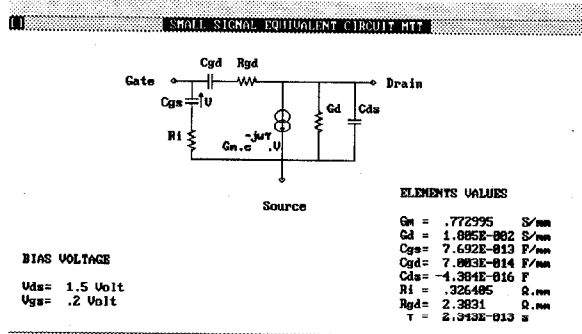 []
SMALL SIGNAL EQUIVALENT CIRCUIT MTT
Cgd Rgd
Gate
Drain
Cgs
V
Gd
Cds
Ri
Gm.e -jωτ .V
Source
ELEMENTS VALUES
Gm = .772995 S/mm
Gd = 1.805E-002 S/mm
Cgs= 7.692E-013 F/mm
Cgd= 7.003E-014 F/mm
Cds= -4.384E-016 F
Ri = .326405 Ω.mm
Rgd= 2.3831 Ω.mm
τ = 2.343E-013 s
BIAS VOLTAGE
Vds= 1.5 Volt
Vgs= .2 Volt